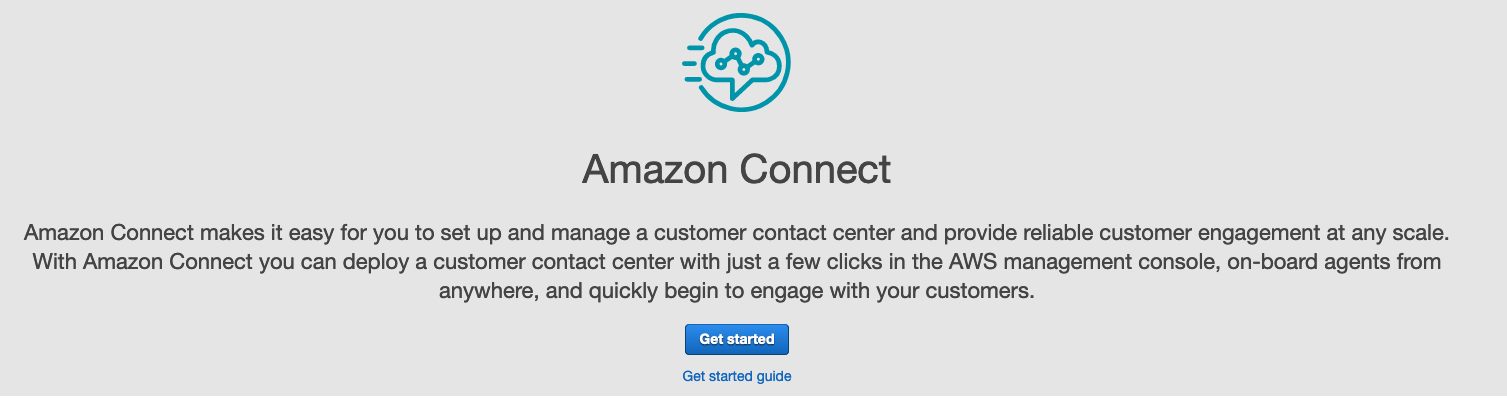 Amazon Connect
Amazon Connect makes it easy for you to set up and manage a customer contact center and provide reliable customer engagement at any scale.
With Amazon Connect you can deploy a customer contact center with just a few clicks in the AWS management console, on-board agents from
anywhere, and quickly begin to engage with your customers.
Get started
Get started guide